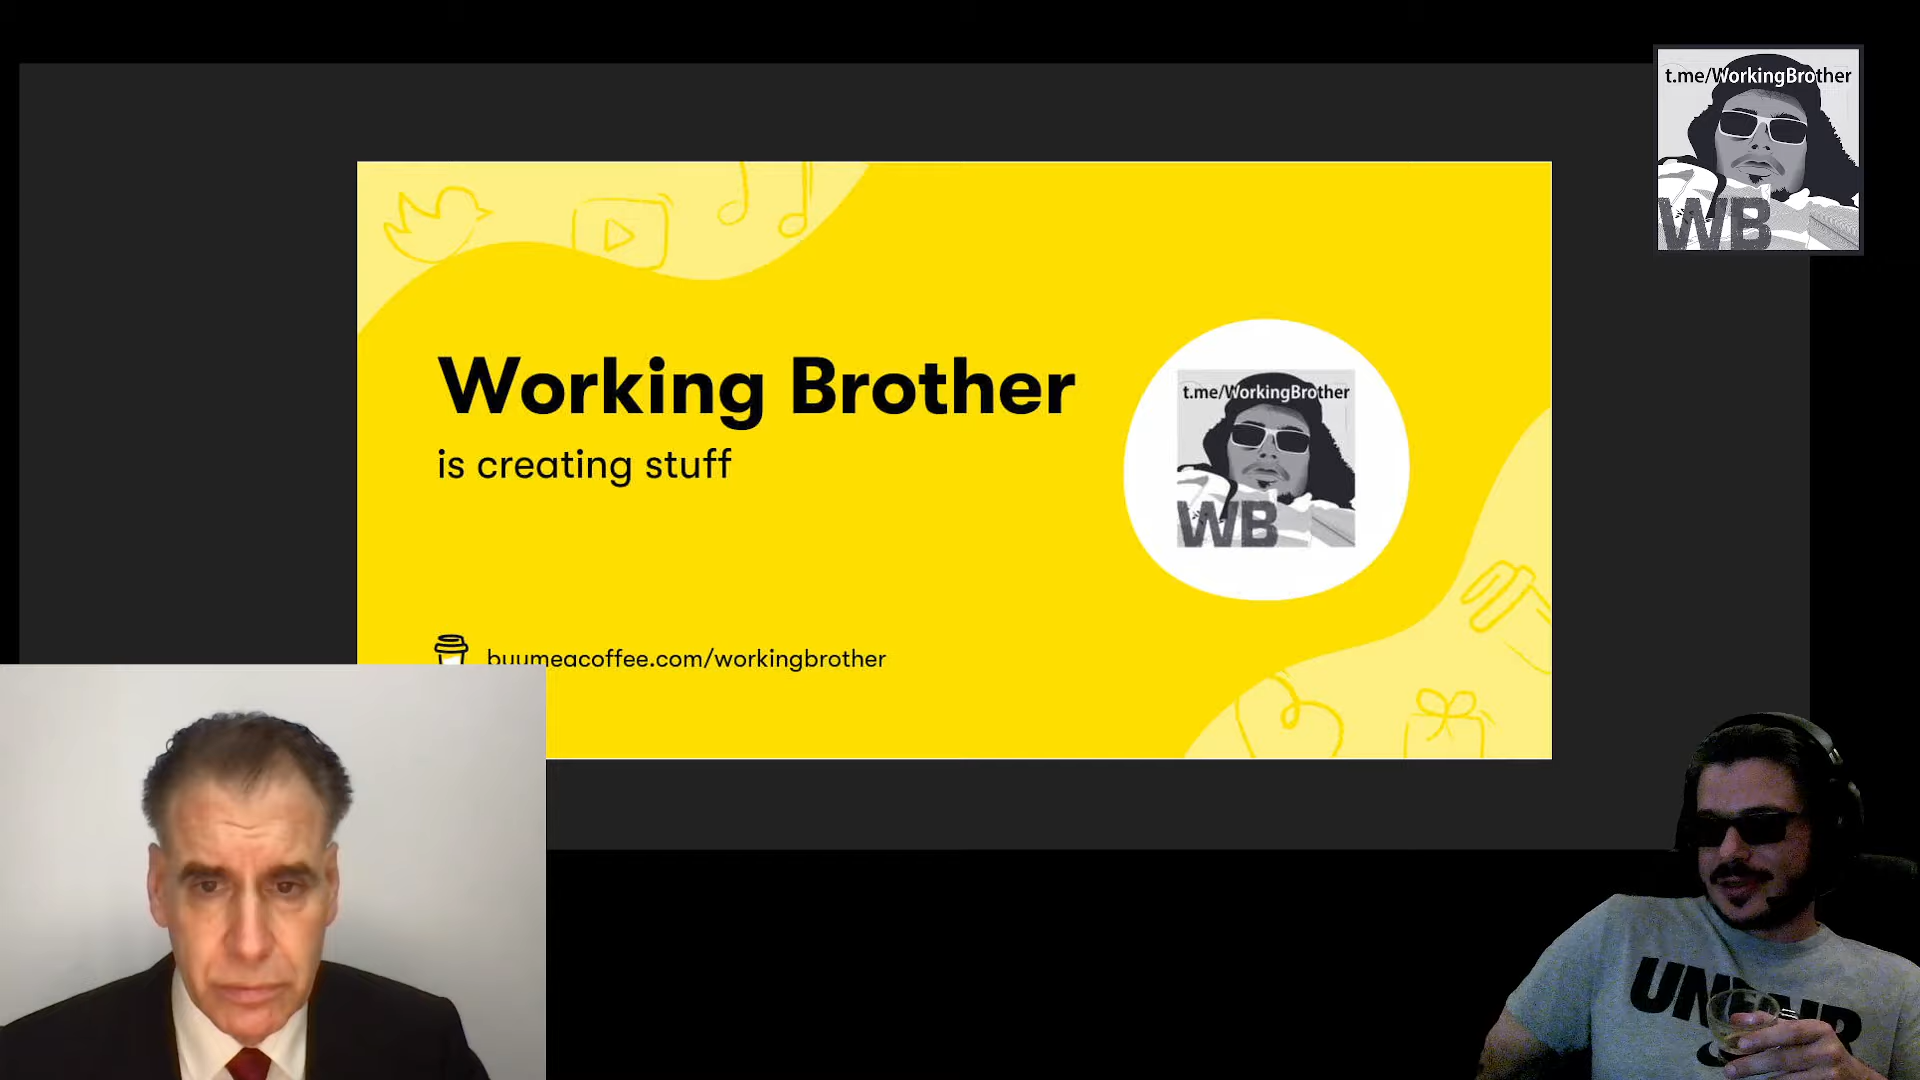 t.me/WorkingBrother
WB
Working Brother
is creating stuff
t.me/WorkingBrother
WB
buymeacoffee.com/workingbrother